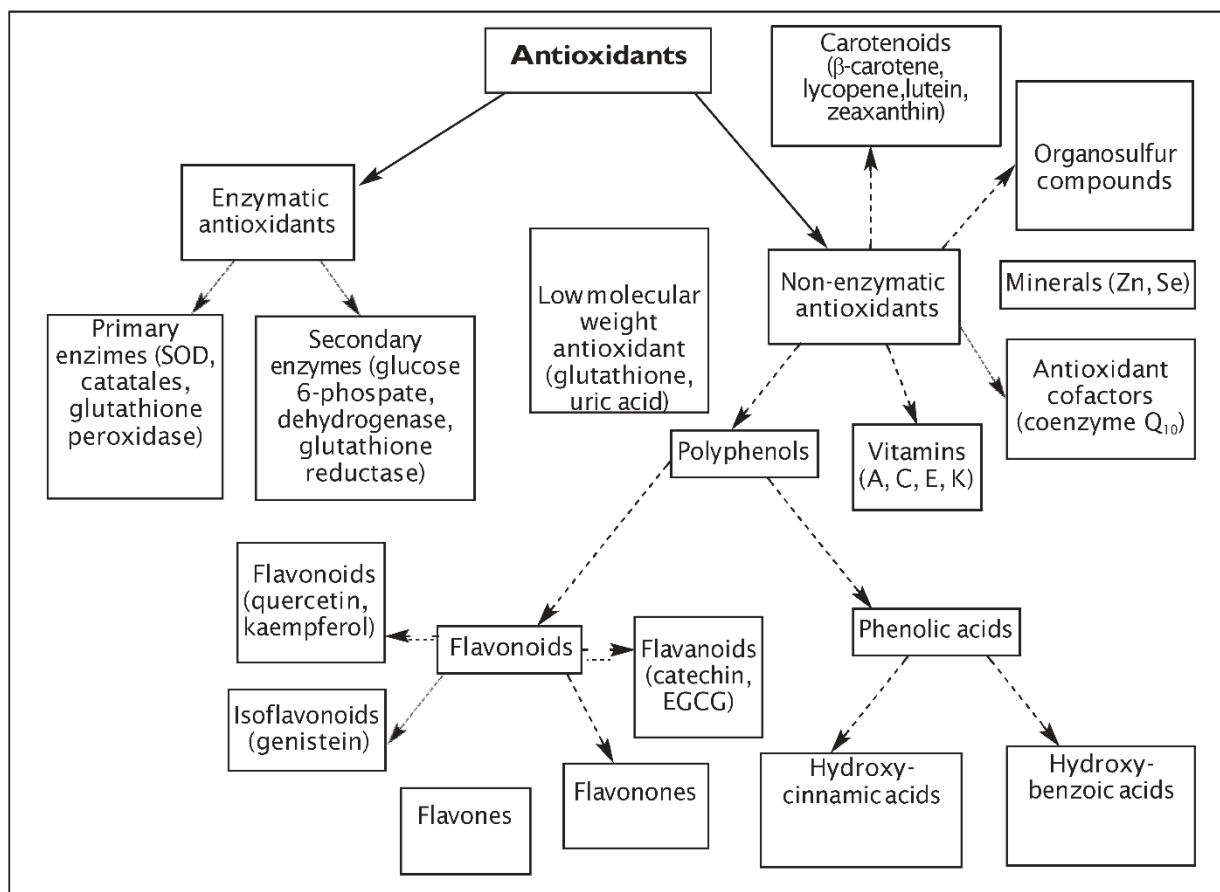 Antioxidants
Carotenoids
(β-carotene,
lycopene,lutein,
zeaxanthin)
Organosulfur
compounds
Enzymatic
antioxidants
Non-enzymatic
antioxidants
Minerals (Zn, Se)
Low molecular
weight
antioxidant
(glutathione,
uric acid)
Primary
enzimes (SOD,
catatales,
glutathione
peroxidase)
Secondary
enzymes (glucose
6-phospate,
dehydrogenase,
glutathione
reductase)
Antioxidant
cofactors
(coenzyme Q₁₀)
Polyphenols
Vitamins
(A, C, E, K)
Flavonoids
(quercetin,
kaempferol)
Flavonoids
Flavanoids
(catechin,
EGCG)
Phenolic acids
Isoflavonoids
(genistein)
Flavones
Flavonones
Hydroxy-
cinnamic acids
Hydroxy-
benzoic acids